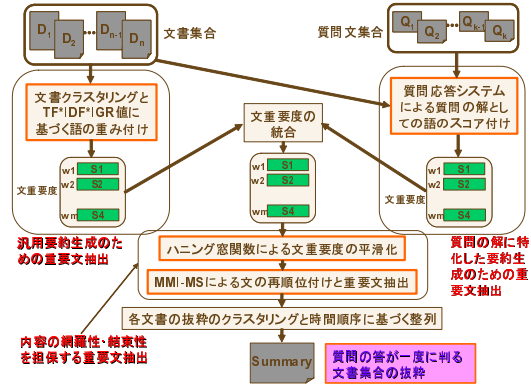 D1 D2 ••• Dn-1 Dn
文書集合
質問文集合
Q1 Q2 ••• Qk-1 Qk
文書クラスタリングと
TF*IDF*IGR値に
基づく語の重み付け
文重要度の
統合
質問応答システム
による質問の解とし
ての語のスコア付け
w1 S1
w2 S2
wm S4
文重要度
w1 S1
w2 S2
wm S4
w1 S1
w2 S2
wm S4
文重要度
汎用要約生成のた
めの重要文抽出
質問の解に特
化した要約生
成のための重
要文抽出
ハニング窓関数による文重要度の平滑化
MMI-MSによる文の再順位付けと重要文抽出
内容の網羅性・結束性
を担保する重要文抽出
各文書の抜粋のクラスタリングと時間順序に基づく整列
Summary
質問の答が一度に判る
文書集合の抜粋